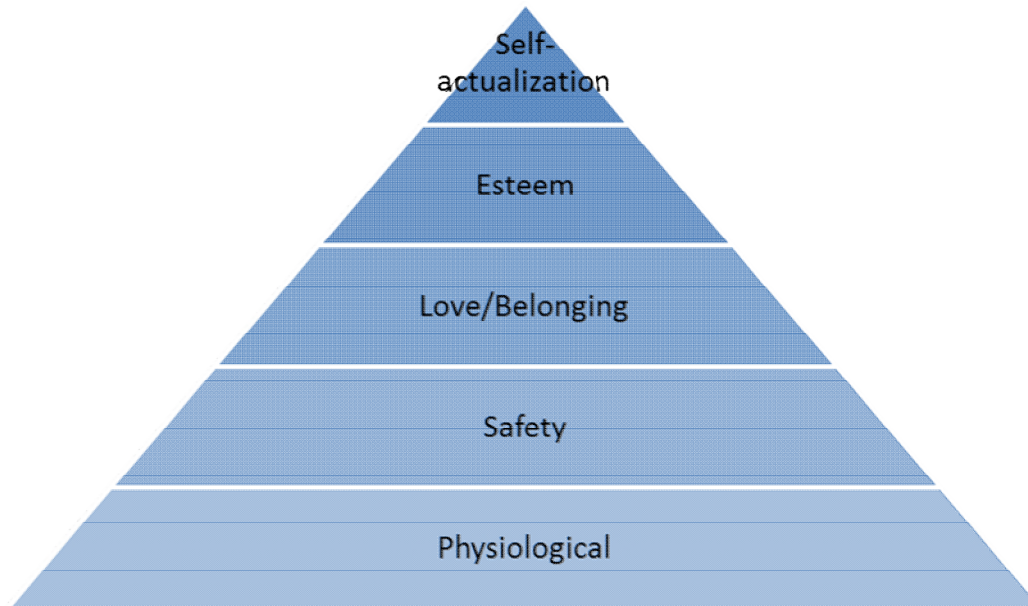 Self-
actualization
Esteem
Love/Belonging
Safety
Physiological